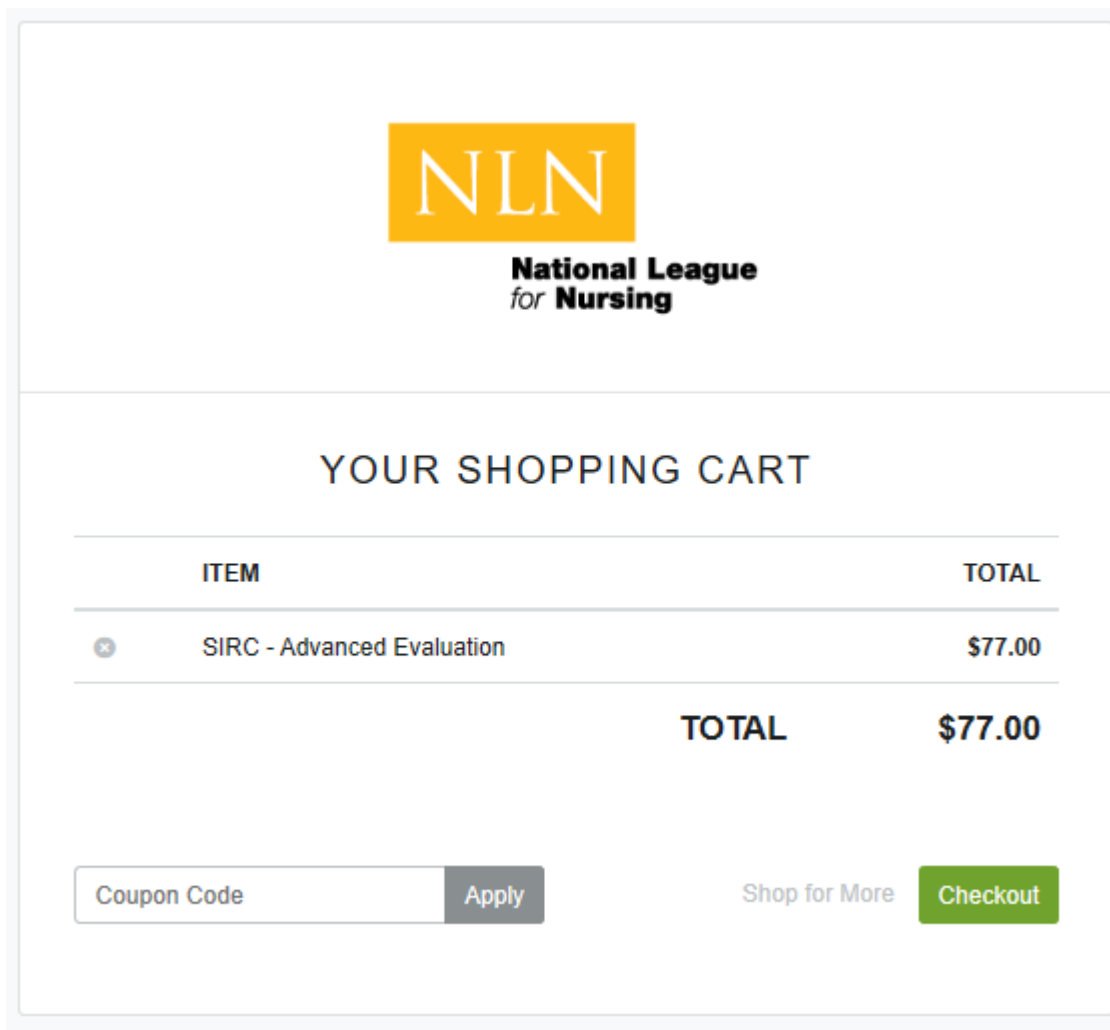 NLN
National League
for Nursing
YOUR SHOPPING CART
ITEM TOTAL
SIRC - Advanced Evaluation $77.00
TOTAL $77.00
Coupon Code Apply Shop for More Checkout